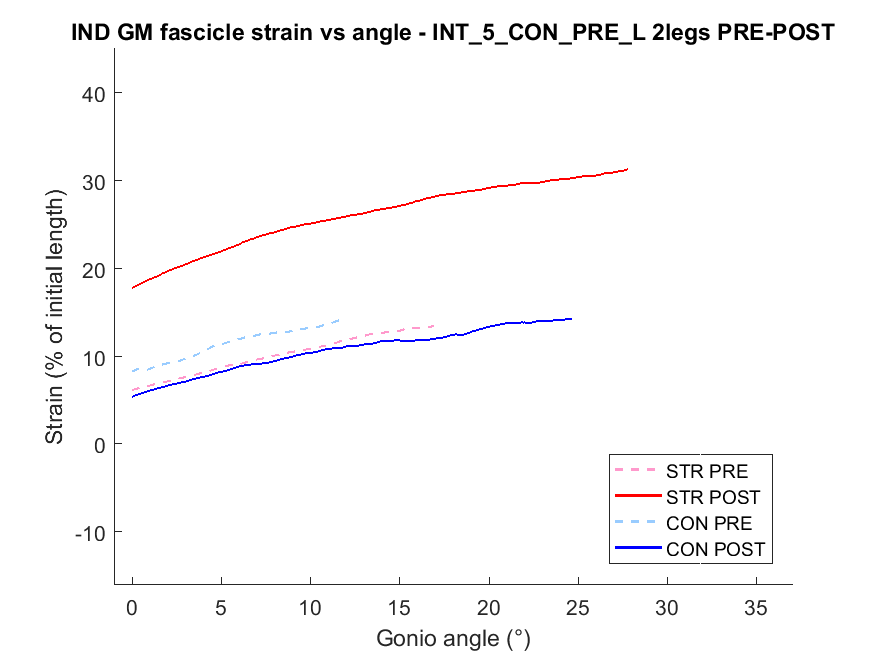 IND GM fascicle strain vs angle - INT_5_CON_PRE_L 2legs PRE-POST
Strain (% of initial length)
40
30
20
10
0
-10
0 5 10 15 20 25 30 35
Gonio angle (°)
STR PRE
STR POST
CON PRE
CON POST